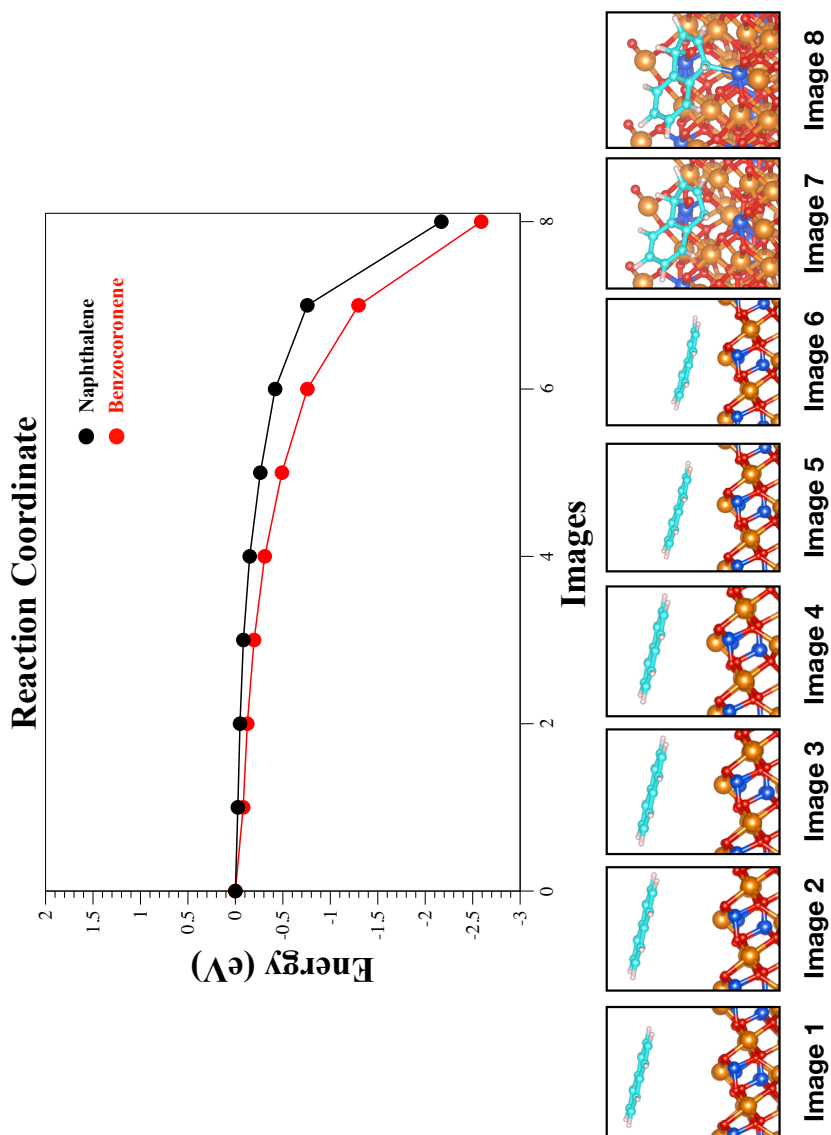 Reaction Coordinate
Naphthalene
Benzocoronene
2
1.5
1
0.5
0
-0.5
-1
-1.5
-2
-2.5
-3
Energy (eV)
0
2
4
6
8
Images
Image 1
Image 2
Image 3
Image 4
Image 5
Image 6
Image 7
Image 8